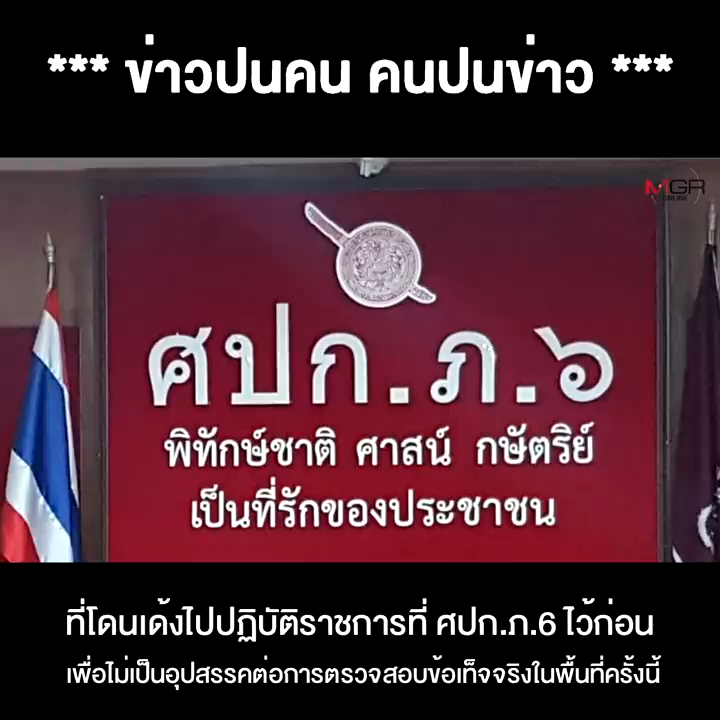 *** ข่าวปนคน คนปนข่าว ***
MGR
ONLINE
ศปก.ภ.๖
พิทักษ์ชาติ ศาสน์ กษัตริย์
เป็นที่รักของประชาชน
ที่โดนเด้งไปปฏิบัติราชการที่ ศปก.ภ.6 ไว้ก่อน
เพื่อไม่เป็นอุปสรรคต่อการตรวจสอบข้อเท็จจริงในพื้นที่ครั้งนี้